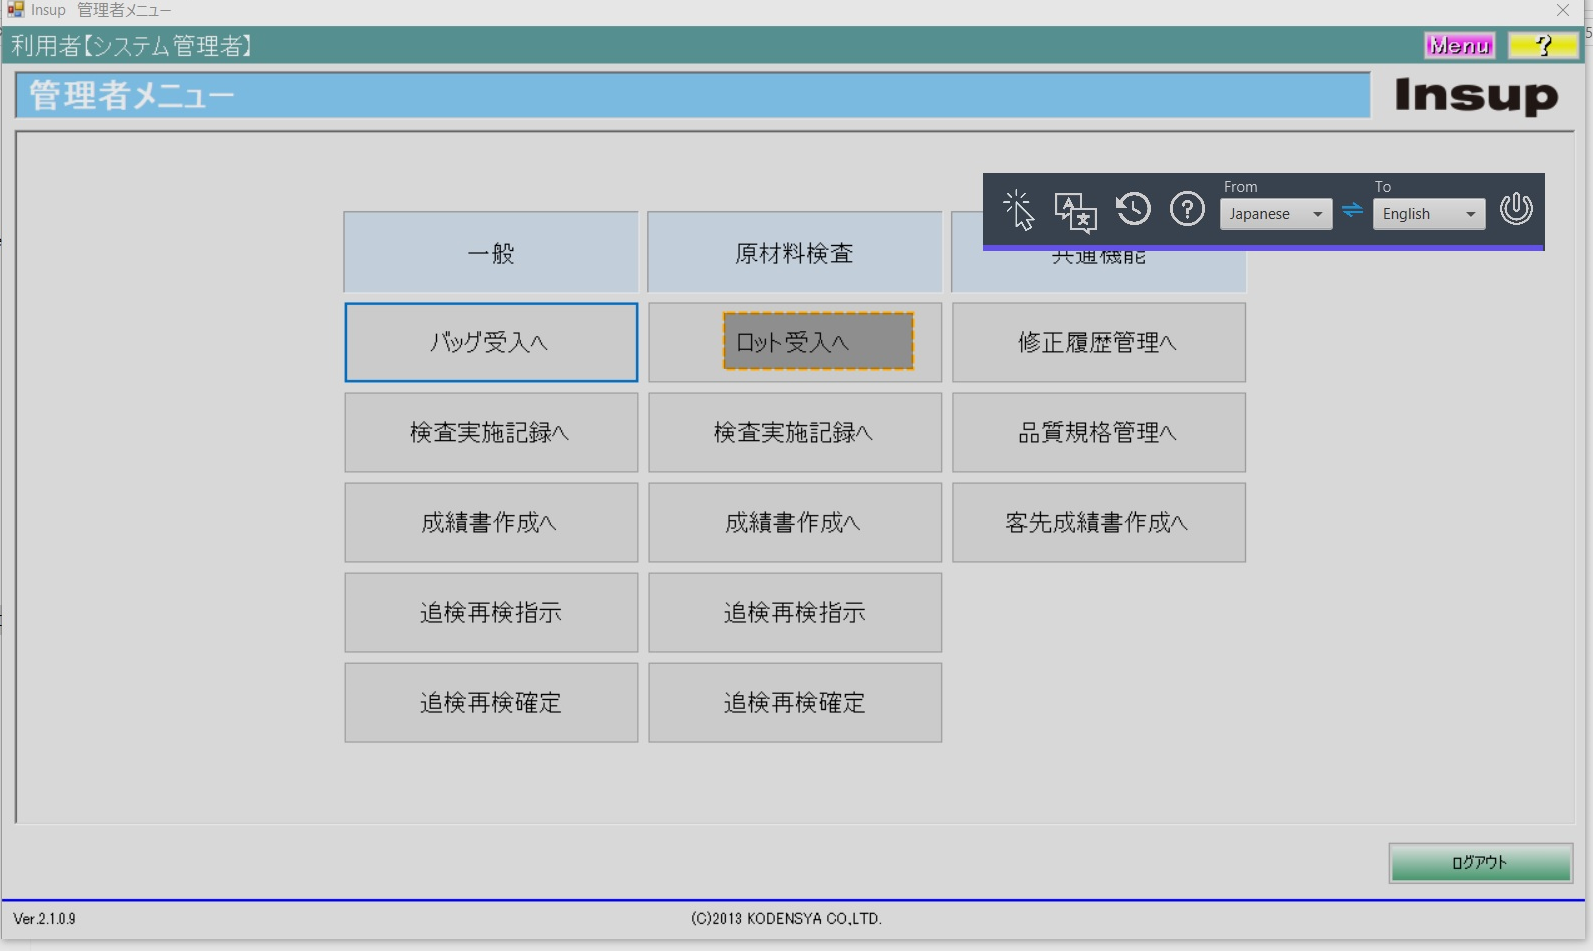 Insup 管理者メニュー
利用者【システム管理者】
Menu
?
管理者メニュー
Insup
From
To
Japanese
English
一般
原材料検査
共通機能
バッグ受入へ
ロット受入へ
修正履歴管理へ
検査実施記録へ
検査実施記録へ
品質規格管理へ
成績書作成へ
成績書作成へ
客先成績書作成へ
追検再検指示
追検再検指示
追検再検確定
追検再検確定
ログアウト
Ver.2.1.0.9
(C)2013 KODENSYA CO.,LTD.